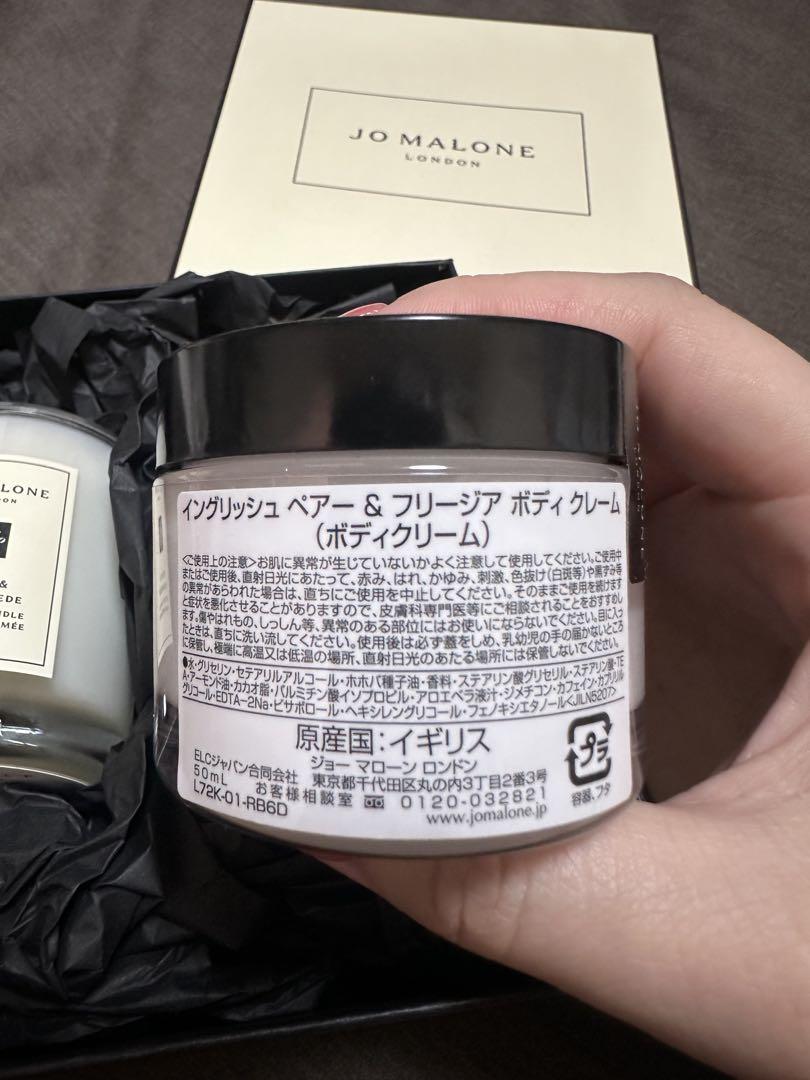 JO MALONE
LONDON
MALONE
&
イングリッシュ ペアー & フリージア ボディ クレーム
（ボディクリーム）
<ご使用上の注意>お肌に異常が生じていないかよく注意して使用してください。ご使用中
またはご使用後、直射日光にあたって、赤み、はれ、かゆみ、刺激、色抜け(白斑等)や黒ずみ等
の異常があらわれた場合は、直ちにご使用を中止してください。そのままご使用を続けます
と症状を悪化させることがありますので、皮膚科専門医等にご相談されることをおすすめし
ます。傷やはれもの、しっしん等、異常のある部位にはお使いにならないでください。目に入っ
たときは、直ちに洗い流してください。使用後は必ず蓋をしめ、乳幼児の手の届かないところ
に保管し、極端に高温又は低温の場所、直射日光のあたる場所には保管しないでください。
●水・グリセリン・セテアリルアルコール・ホホバ種子油・香料・ステアリン酸グリセリル・ステアリン酸・TE
A・アーモンド油・カカオ脂・パルミチン酸イソプロピル・アロエベラ液汁・ジメチコン・カフェイン・カプリリル
グリコール・EDTA-2Na・ビサボロール・ヘキシレングリコール・フェノキシエタノール<JILN5207>
原産国：イギリス
ジョー マローン ロンドン
ELCジャパン合同会社 東京都千代田区丸の内3丁目2番3号
50mL お客様相談室 0120-032821
L72K-01-RB6D www.jomalone.jp
プラ
容器、フタ